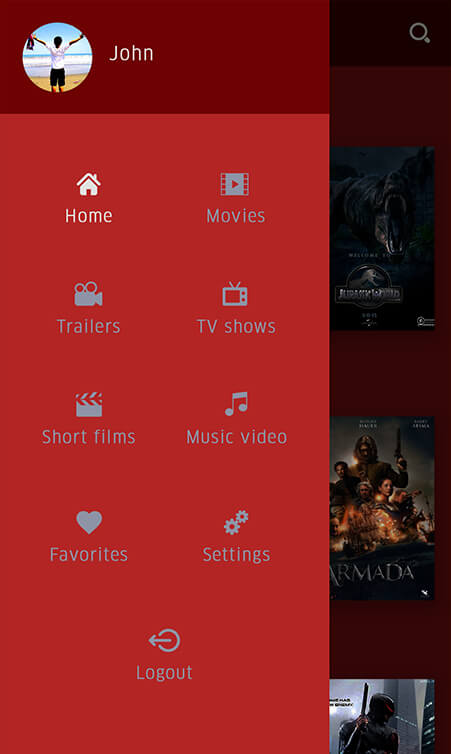 John
Home
Movies
Trailers
TV shows
Short films
Music video
Favorites
Settings
Logout
WELCOME TO
JURASSIC WORLD
ARMADA